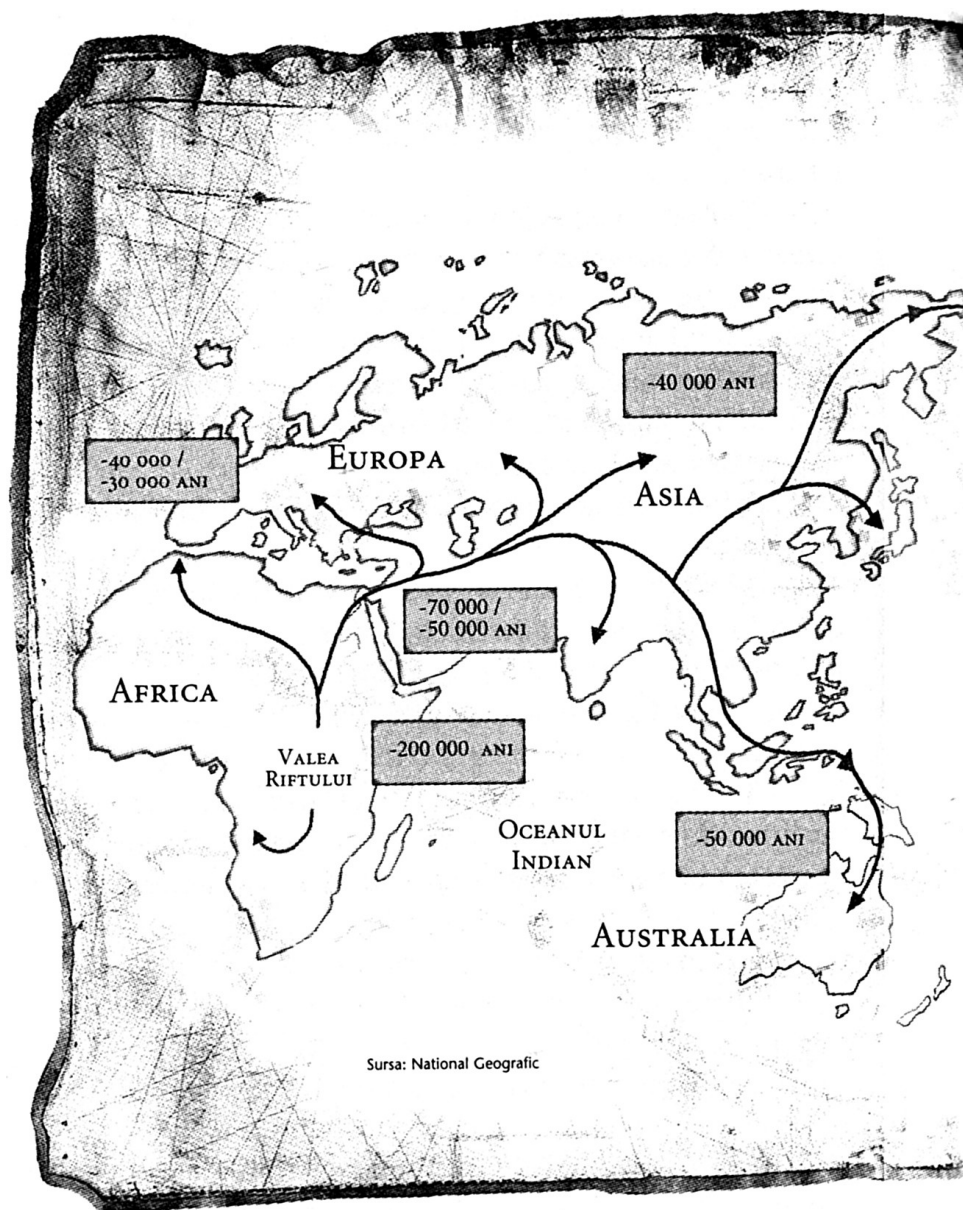 -40 000 ANI
-40 000 /
-30 000 ANI
EUROPA
ASIA
-70 000 /
-50 000 ANI
AFRICA
VALEA
RIFTULUI
-200 000 ANI
OCEANUL
INDIAN
-50 000 ANI
AUSTRALIA
Sursa: National Geografic